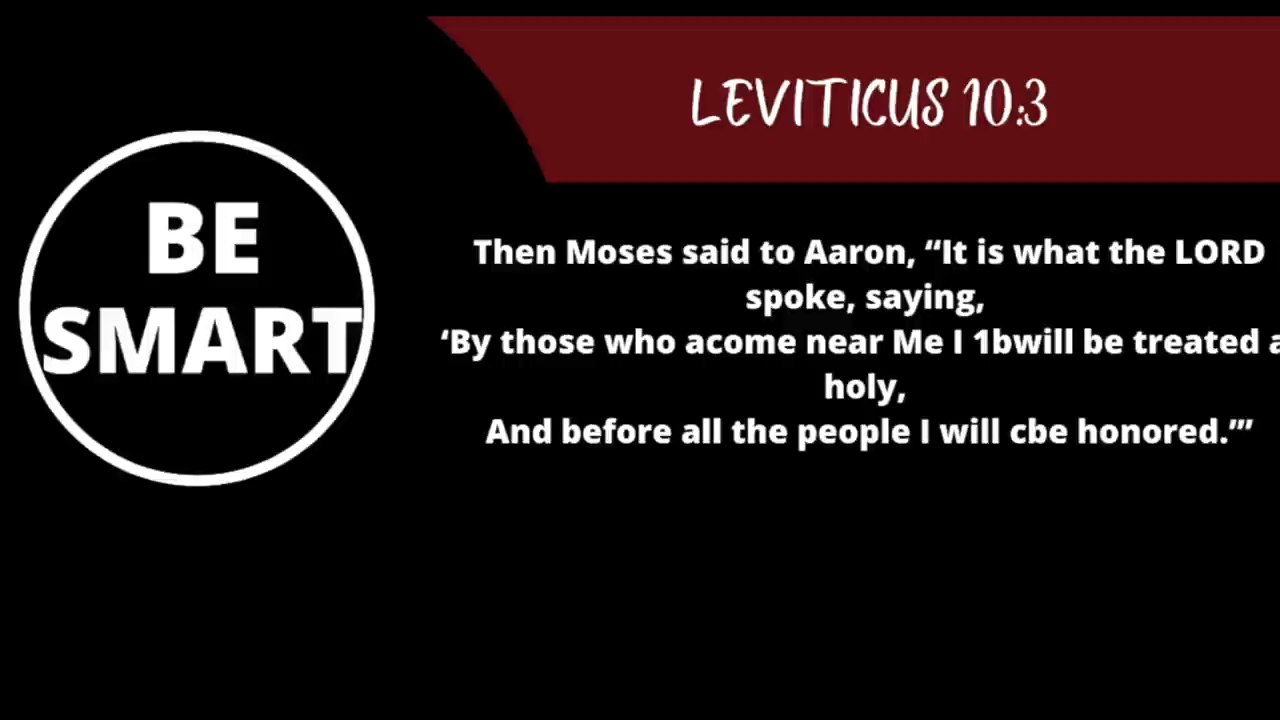 BE
SMART
LEVITICUS 10:3
Then Moses said to Aaron, “It is what the LORD
spoke, saying,
‘By those who acome near Me I 1bwill be treated a
holy,
And before all the people I will cbe honored.’”